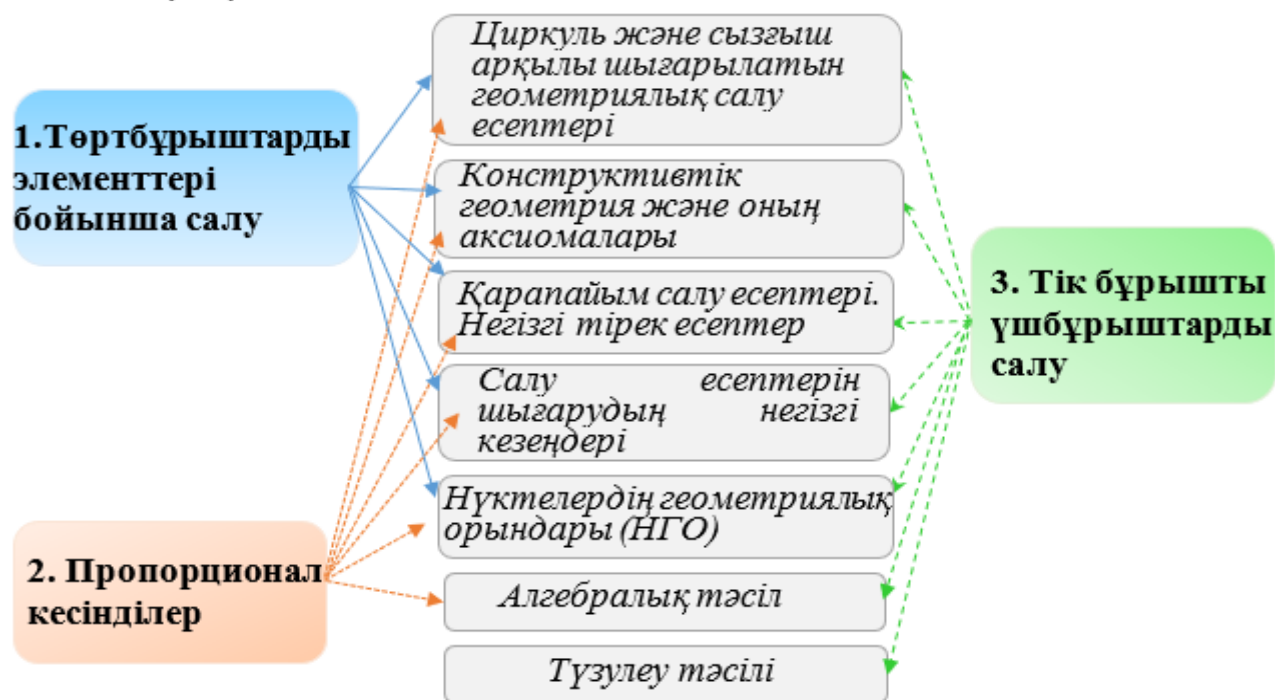 Циркуль және сызғыш
арқылы шығарылатын
геометриялық салу
есептері
1.Төртбұрыштарды
элементтері
бойынша салу
Конструктивтік
геометрия және оның
аксиомалары
Қарапайым салу есептері.
Негізгі тірек есептер
3. Тік бұрышты
үшбұрыштарды
салу
Салу есептерін
шығарудың негізгі
кезеңдері
Нүктелердің геометриялық
орындары (НГО)
2. Пропорционал
кесінділер
Алгебралық тәсіл
Түзулеу тәсілі